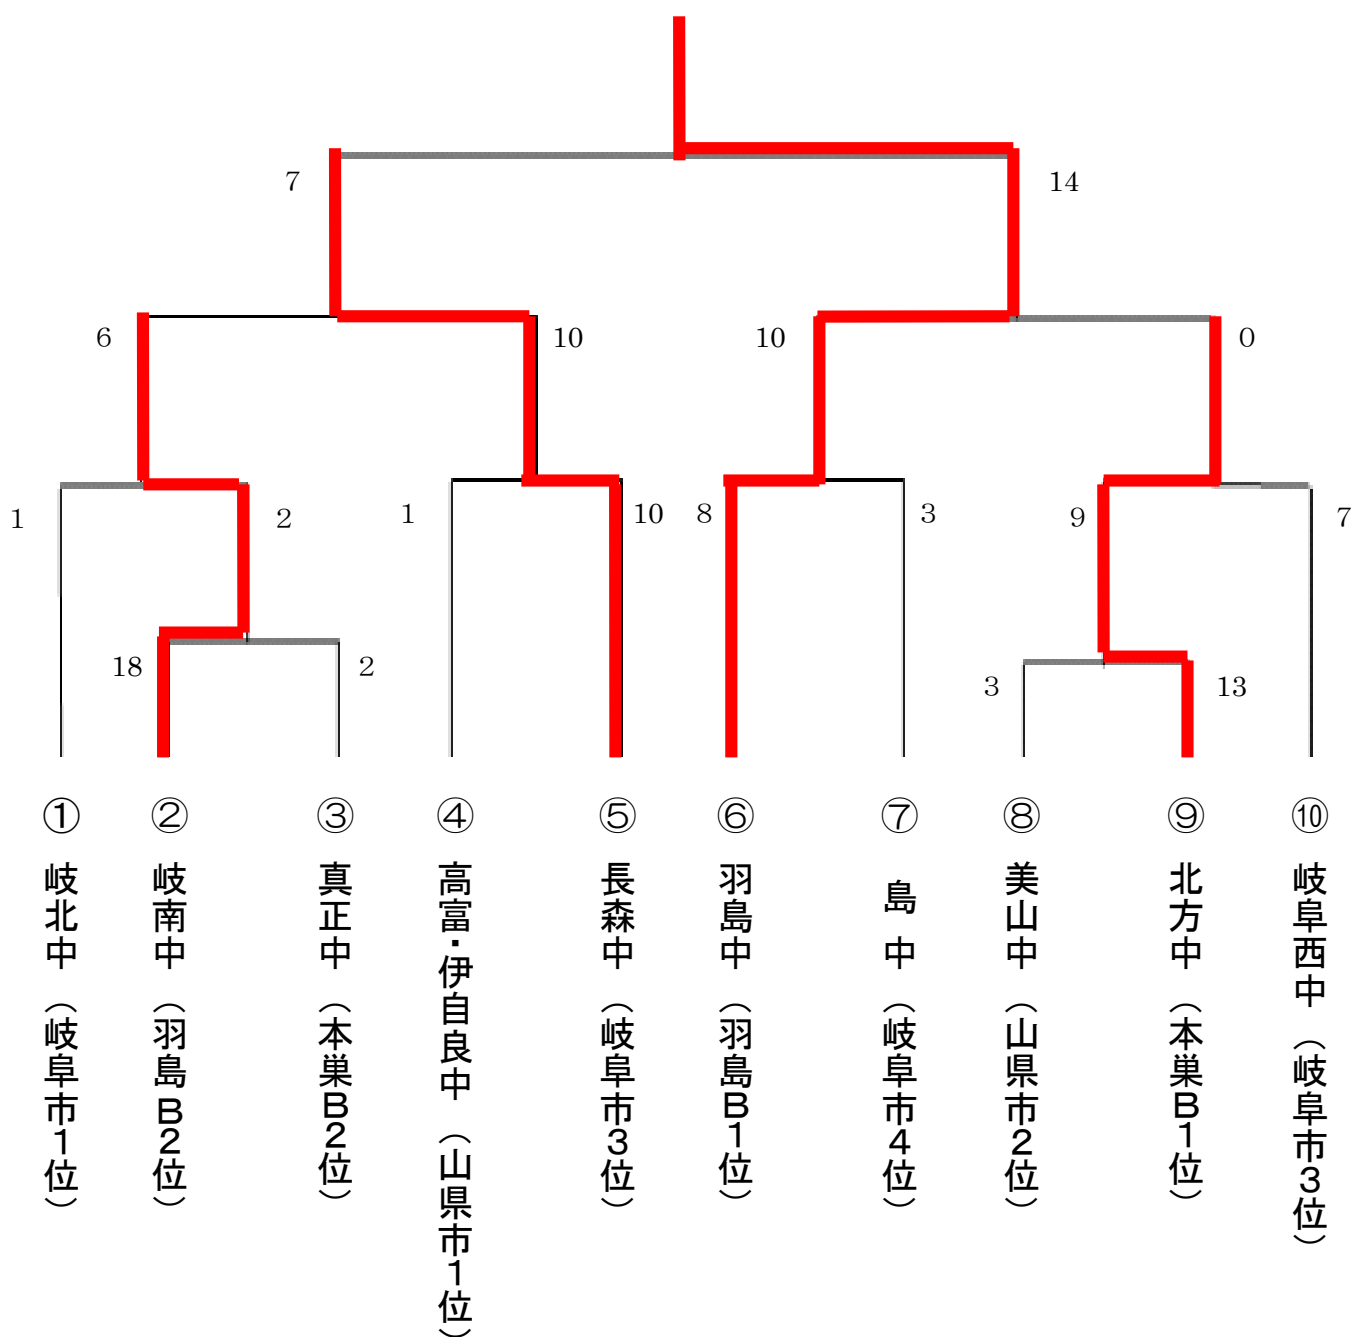 7
14
6
10
10
0
1
2
1
10
8
3
9
7
18
2
3
13
① 岐北中（岐阜市1位）
② 岐南中（羽島B2位）
③ 真正中（本巣B2位）
④ 高富・伊自良中（山県市1位）
⑤ 長森中（岐阜市3位）
⑥ 羽島中（羽島B1位）
⑦ 島中（岐阜市4位）
⑧ 美山中（山県市2位）
⑨ 北方中（本巣B1位）
⑩ 岐阜西中（岐阜市3位）